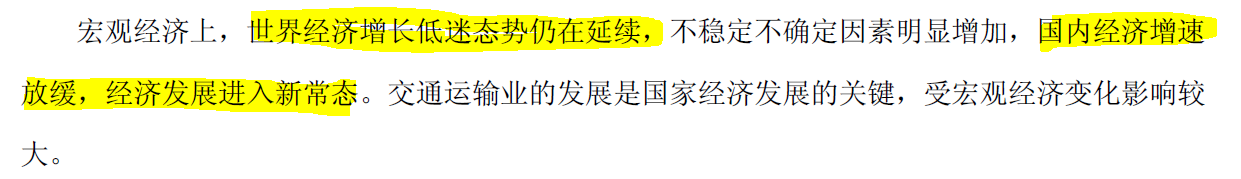 宏观经济上，世界经济增长低迷态势仍在延续，不稳定不确定因素明显增加，国内经济增速
放缓，经济发展进入新常态。交通运输业的发展是国家经济发展的关键，受宏观经济变化影响较
大。